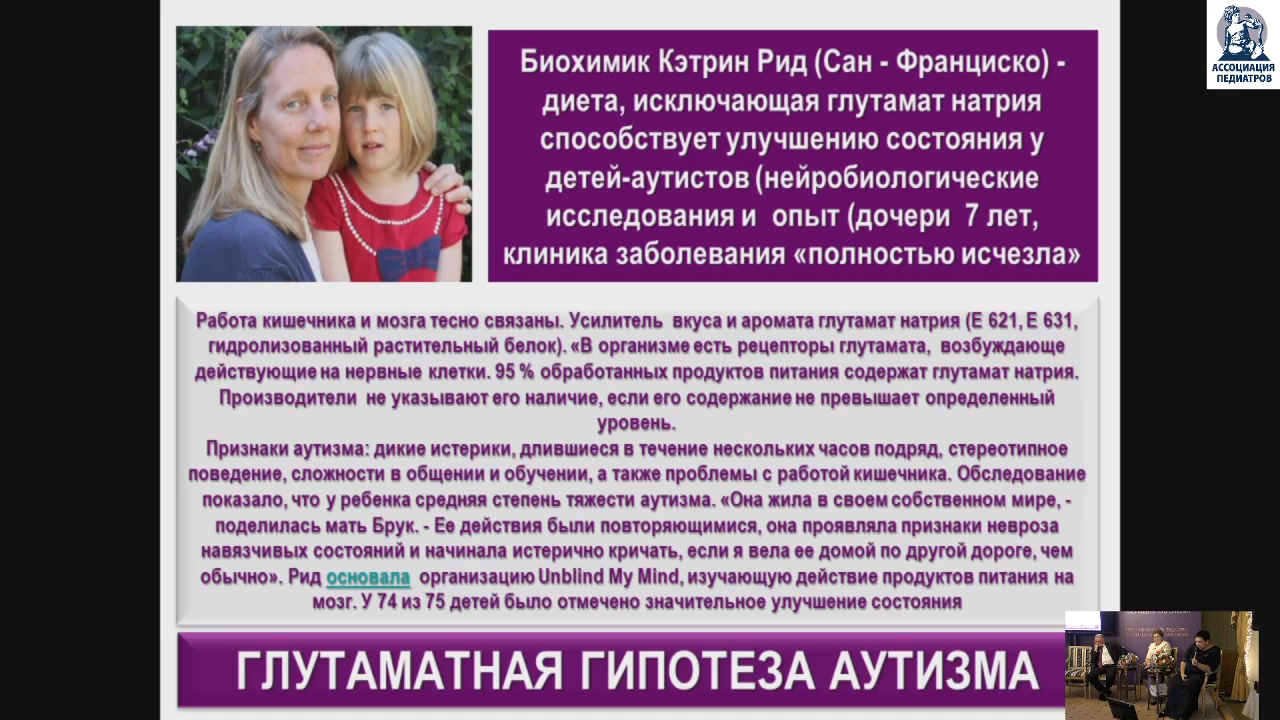 АССОЦИАЦИЯ
ПЕДИАТРОВ
Биохимик Кэтрин Рид (Сан - Франциско) -
диета, исключающая глутамат натрия
способствует улучшению состояния у
детей-аутистов (нейробиологические
исследования и опыт (дочери 7 лет,
клиника заболевания «полностью исчезла»
Работа кишечника и мозга тесно связаны. Усилитель вкуса и аромата глутамат натрия (Е 621, Е 631,
гидролизованный растительный белок). «В организме есть рецепторы глутамата, возбуждающе
действующие на нервные клетки. 95 % обработанных продуктов питания содержат глутамат натрия.
Производители не указывают его наличие, если его содержание не превышает определенный
уровень.
Признаки аутизма: дикие истерики, длившиеся в течение нескольких часов подряд, стереотипное
поведение, сложности в общении и обучении, а также проблемы с работой кишечника. Обследование
показало, что у ребенка средняя степень тяжести аутизма. «Она жила в своем собственном мире, -
поделилась мать Брук. - Ее действия были повторяющимися, она проявляла признаки невроза
навязчивых состояний и начинала истерично кричать, если я вела ее домой по другой дороге, чем
обычно». Рид основала организацию Unblind My Mind, изучающую действие продуктов питания на
мозг. У 74 из 75 детей было отмечено значительное улучшение состояния
ГЛУТАМАТНАЯ ГИПОТЕЗА АУТИЗМА